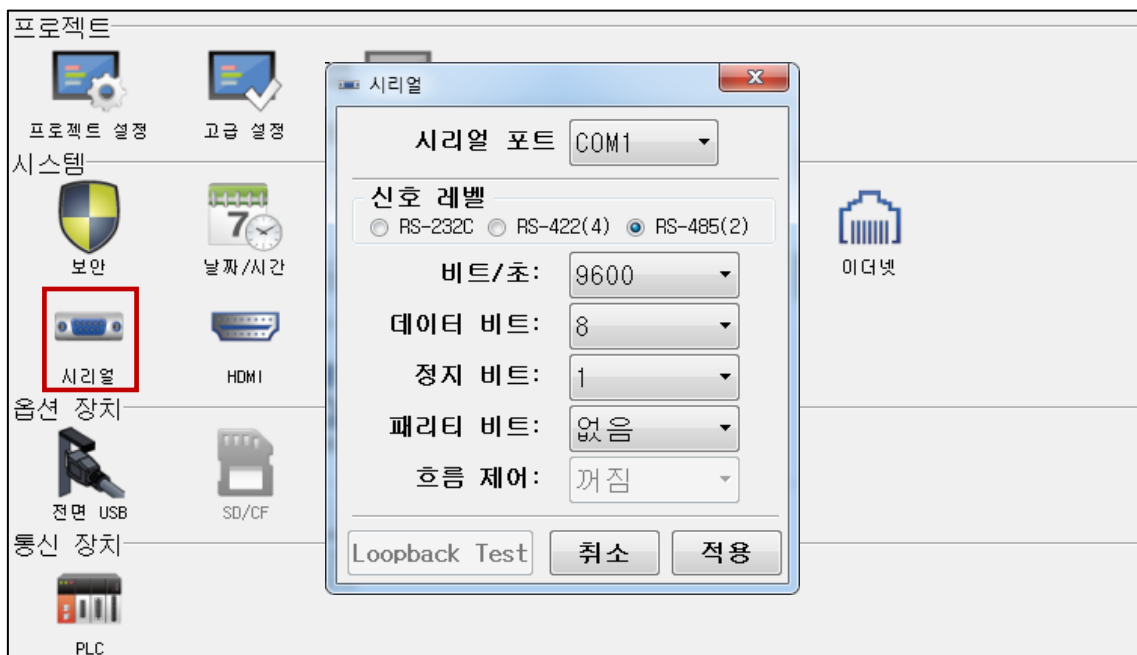 프로젝트
프로젝트 설정
고급 설정
시스템
보안
날짜/시간
7
이더넷
시리얼
HDMI
옵션 장치
전면 USB
SD/CF
통신 장치
PLC
시리얼
X
시리얼 포트 COM1
신호 레벨
RS-232C RS-422(4) RS-485(2)
비트/초: 9600
데이터 비트: 8
정지 비트: 1
패리티 비트: 없음
흐름 제어: 꺼짐
Loopback Test 취소 적용